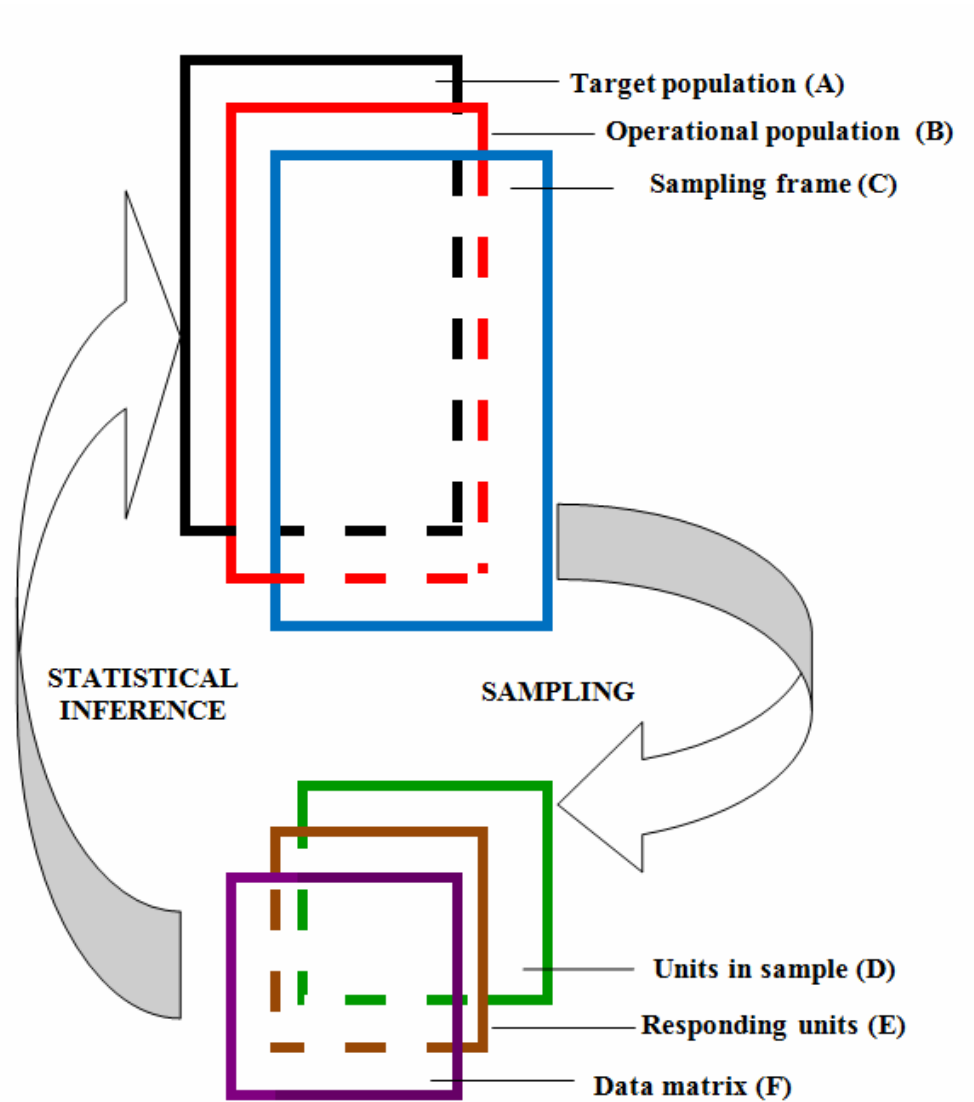 Target population (A)
Operational population (B)
Sampling frame (C)
STATISTICAL
INFERENCE
SAMPLING
Units in sample (D)
Responding units (E)
Data matrix (F)